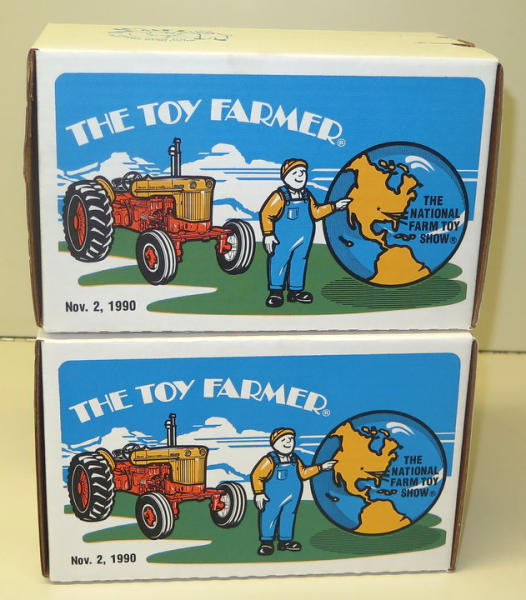 THE TOY FARMER®
THE
NATIONAL
FARM TOY
SHOW®
Nov. 2, 1990
THE TOY FARMER®
THE
NATIONAL
FARM TOY
SHOW®
Nov. 2, 1990